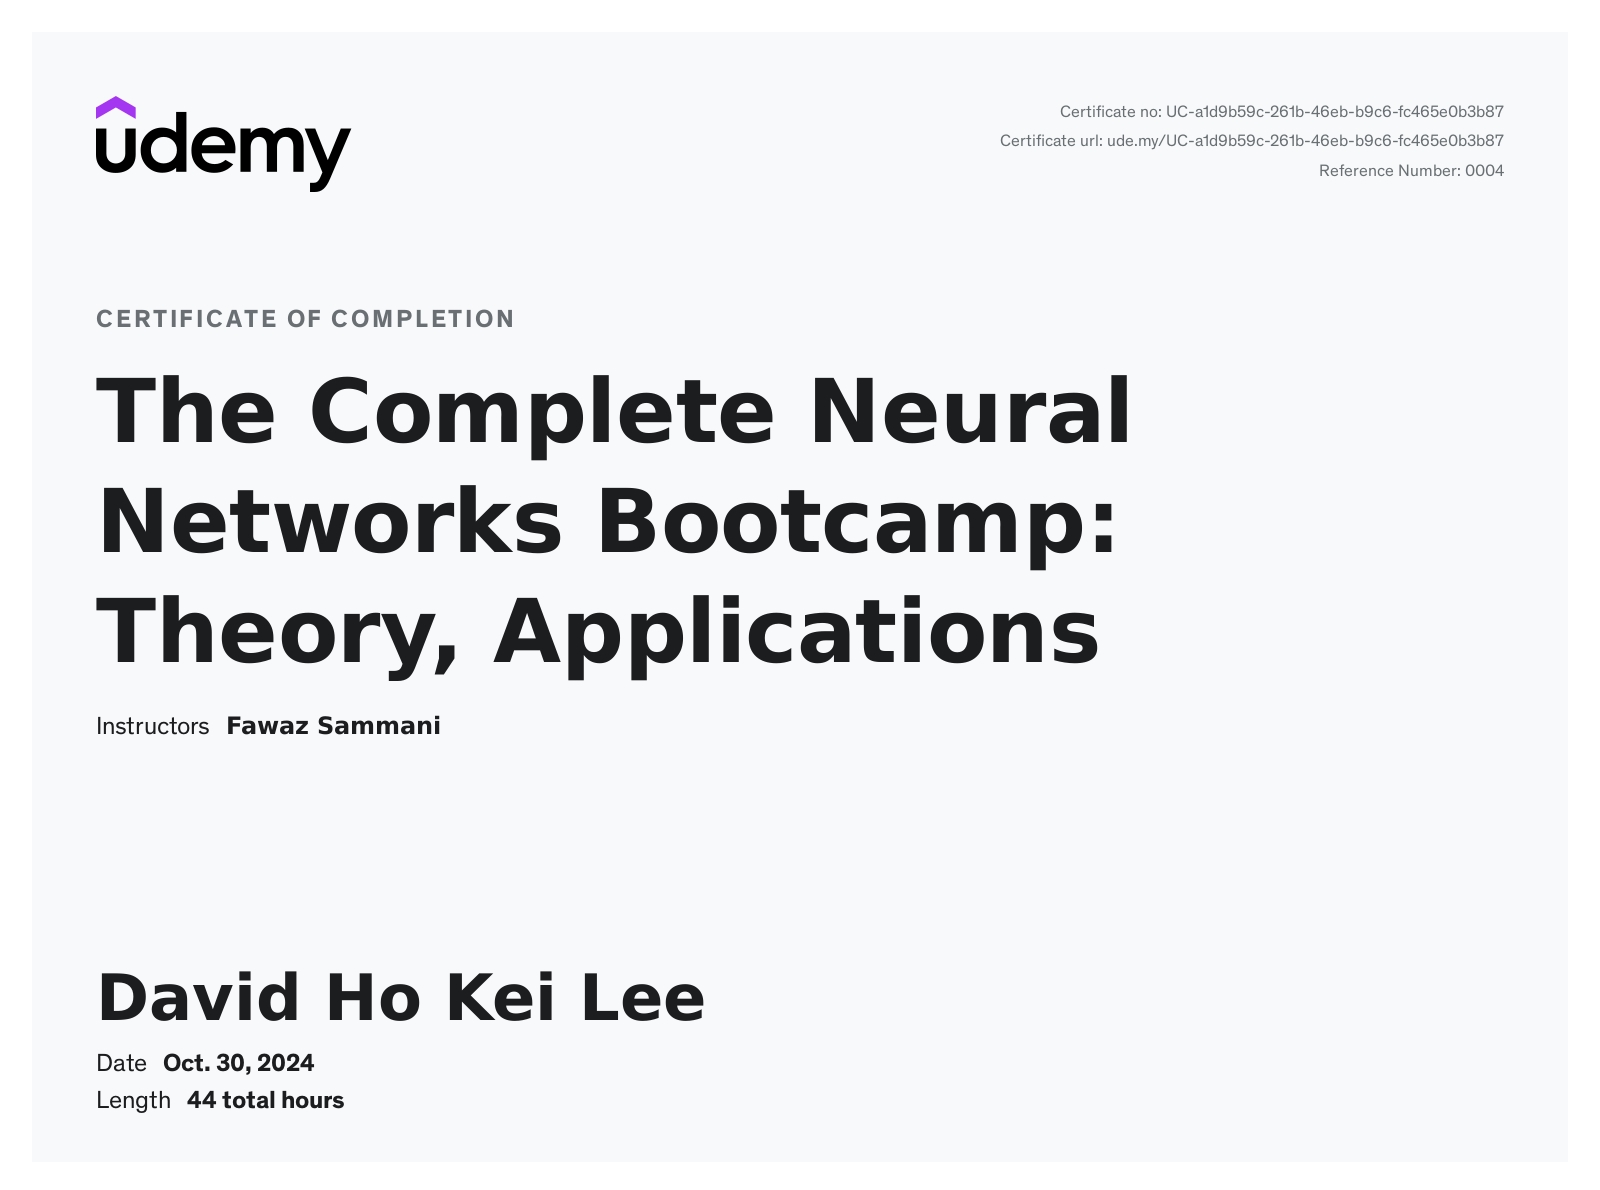 udemy
Certificate no: UC-a1d9b59c-261b-46eb-b9c6-fc465e0b3b87
Certificate url: ude.my/UC-a1d9b59c-261b-46eb-b9c6-fc465e0b3b87
Reference Number: 0004
CERTIFICATE OF COMPLETION
The Complete Neural
Networks Bootcamp:
Theory, Applications
Instructors Fawaz Sammani
David Ho Kei Lee
Date Oct. 30, 2024
Length 44 total hours